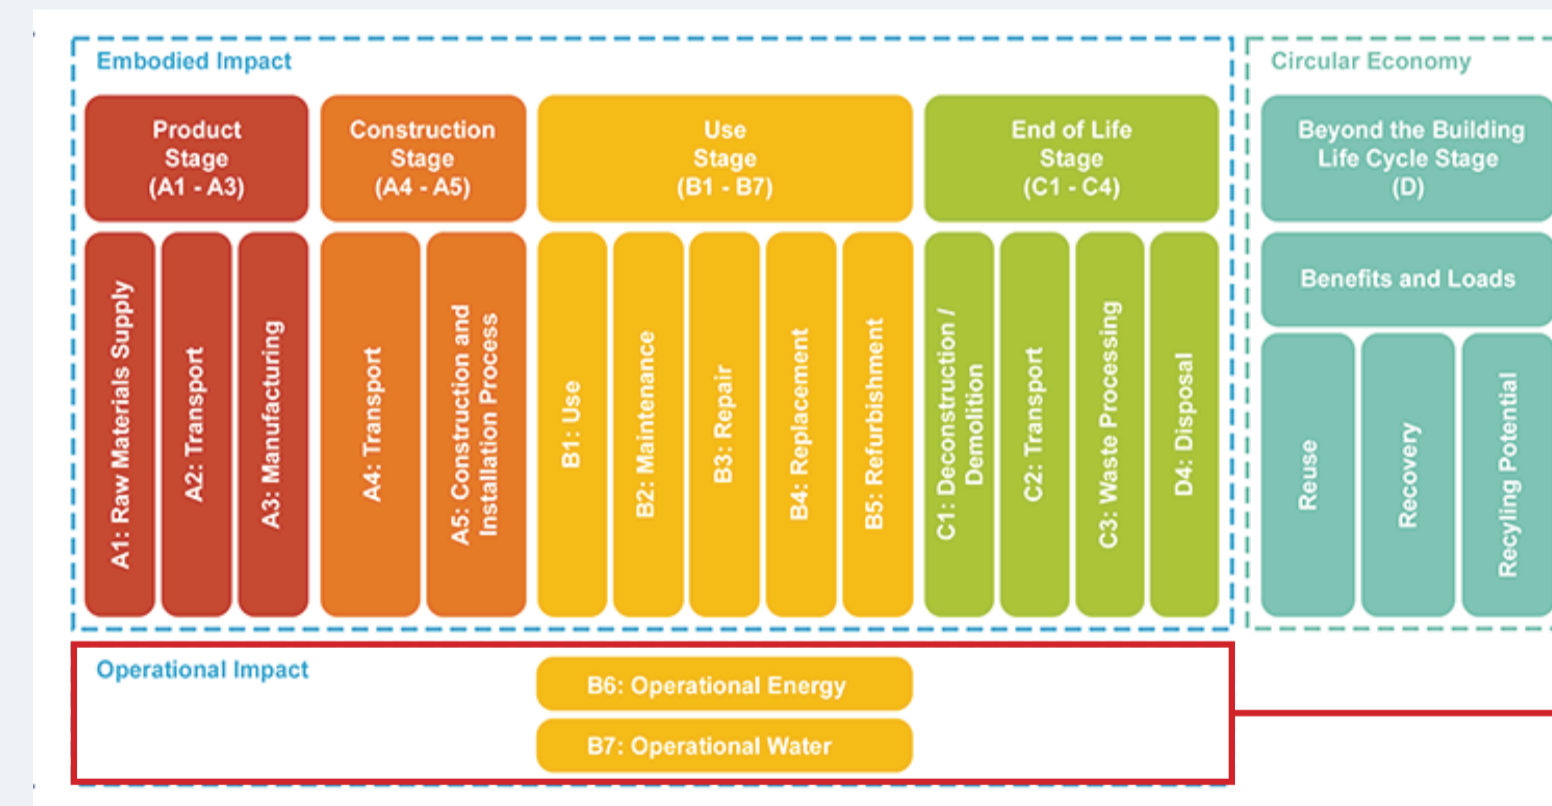 Embodied Impact
Circular Economy
Product
Stage
(A1 - A3)
Construction
Stage
(A4 - A5)
Use
Stage
(B1 - B7)
End of Life
Stage
(C1 - C4)
Beyond the Building
Life Cycle Stage
(D)
A1: Raw Materials Supply
A2: Transport
A3: Manufacturing
A4: Transport
A5: Construction and
Installation Process
B1: Use
B2: Maintenance
B3: Repair
B4: Replacement
B5: Refurbishment
C1: Deconstruction /
Demolition
C2: Transport
C3: Waste Processing
D4: Disposal
Benefits and Loads
Reuse
Recovery
Recyling Potential
Operational Impact
B6: Operational Energy
B7: Operational Water